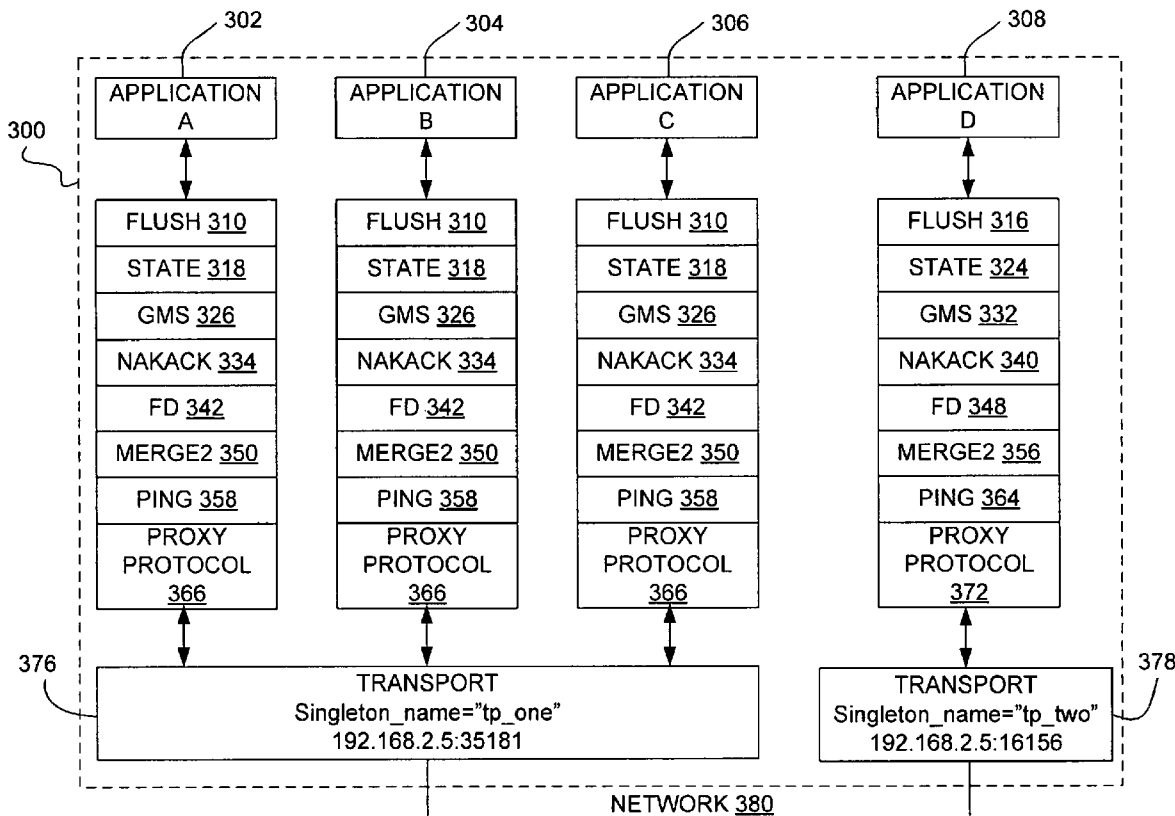 302
304
306
308
300
APPLICATION
A
APPLICATION
B
APPLICATION
C
APPLICATION
D
FLUSH 310
STATE 318
GMS 326
NAKACK 334
FD 342
MERGE2 350
PING 358
PROXY
PROTOCOL
366
FLUSH 310
STATE 318
GMS 326
NAKACK 334
FD 342
MERGE2 350
PING 358
PROXY
PROTOCOL
366
FLUSH 310
STATE 318
GMS 326
NAKACK 334
FD 342
MERGE2 350
PING 358
PROXY
PROTOCOL
366
FLUSH 316
STATE 324
GMS 332
NAKACK 340
FD 348
MERGE2 356
PING 364
PROXY
PROTOCOL
372
376
TRANSPORT
Singleton_name="tp_one"
192.168.2.5:35181
378
TRANSPORT
Singleton_name="tp_two"
192.168.2.5:16156
NETWORK 380